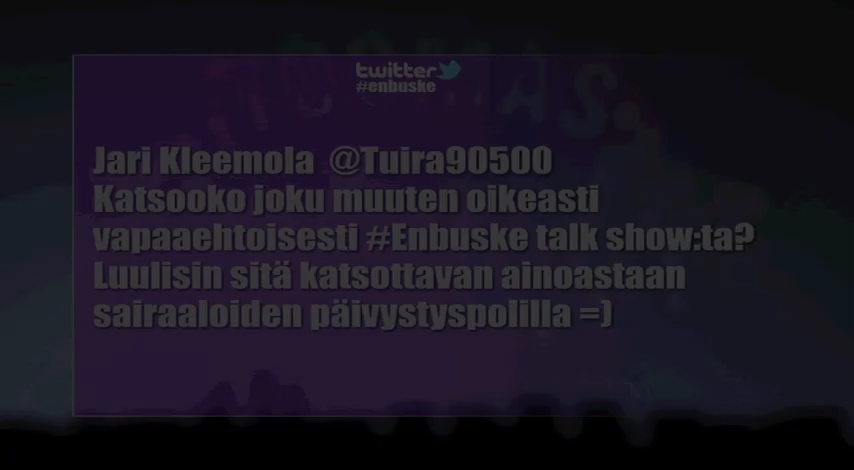 twitter
#enbuske
Jari Kleemola @Tuira90500
Katsooko joku muuten oikeasti
vapaaehtoisesti #Enbuske talk show:ta?
Luulisin sitä katsottavan ainoastaan
sairaaloiden päivystyspolilla =)